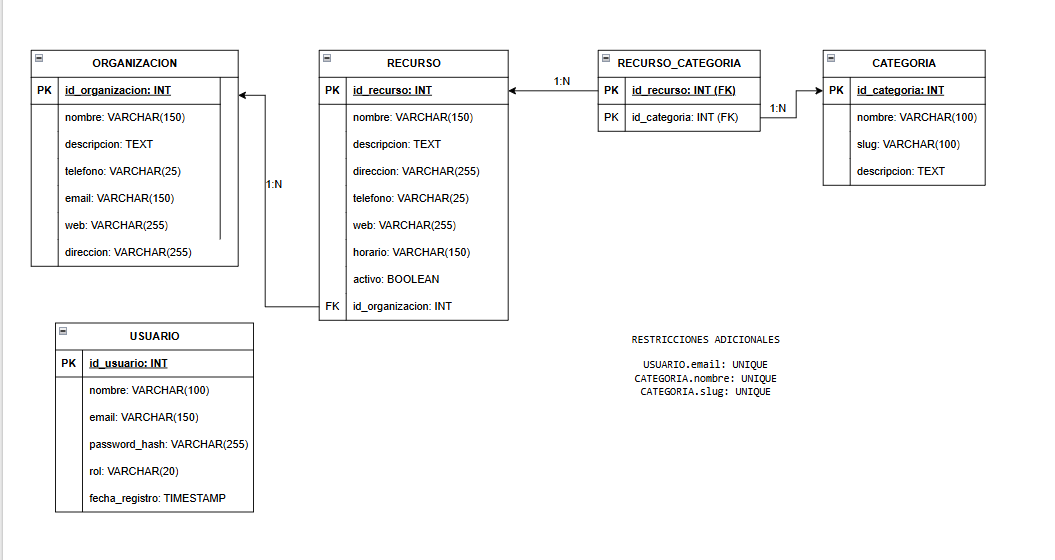 ORGANIZACION
PK id_organizacion: INT
nombre: VARCHAR(150)
descripcion: TEXT
telefono: VARCHAR(25)
email: VARCHAR(150)
web: VARCHAR(255)
direccion: VARCHAR(255)
1:N
RECURSO
PK id_recurso: INT
nombre: VARCHAR(150)
descripcion: TEXT
direccion: VARCHAR(255)
telefono: VARCHAR(25)
web: VARCHAR(255)
horario: VARCHAR(150)
activo: BOOLEAN
FK id_organizacion: INT
1:N
RECURSO_CATEGORIA
PK id_recurso: INT (FK)
PK id_categoria: INT (FK)
1:N
CATEGORIA
PK id_categoria: INT
nombre: VARCHAR(100)
slug: VARCHAR(100)
descripcion: TEXT
USUARIO
PK id_usuario: INT
nombre: VARCHAR(100)
email: VARCHAR(150)
password_hash: VARCHAR(255)
rol: VARCHAR(20)
fecha_registro: TIMESTAMP
RESTRICCIONES ADICIONALES
USUARIO.email: UNIQUE
CATEGORIA.nombre: UNIQUE
CATEGORIA.slug: UNIQUE